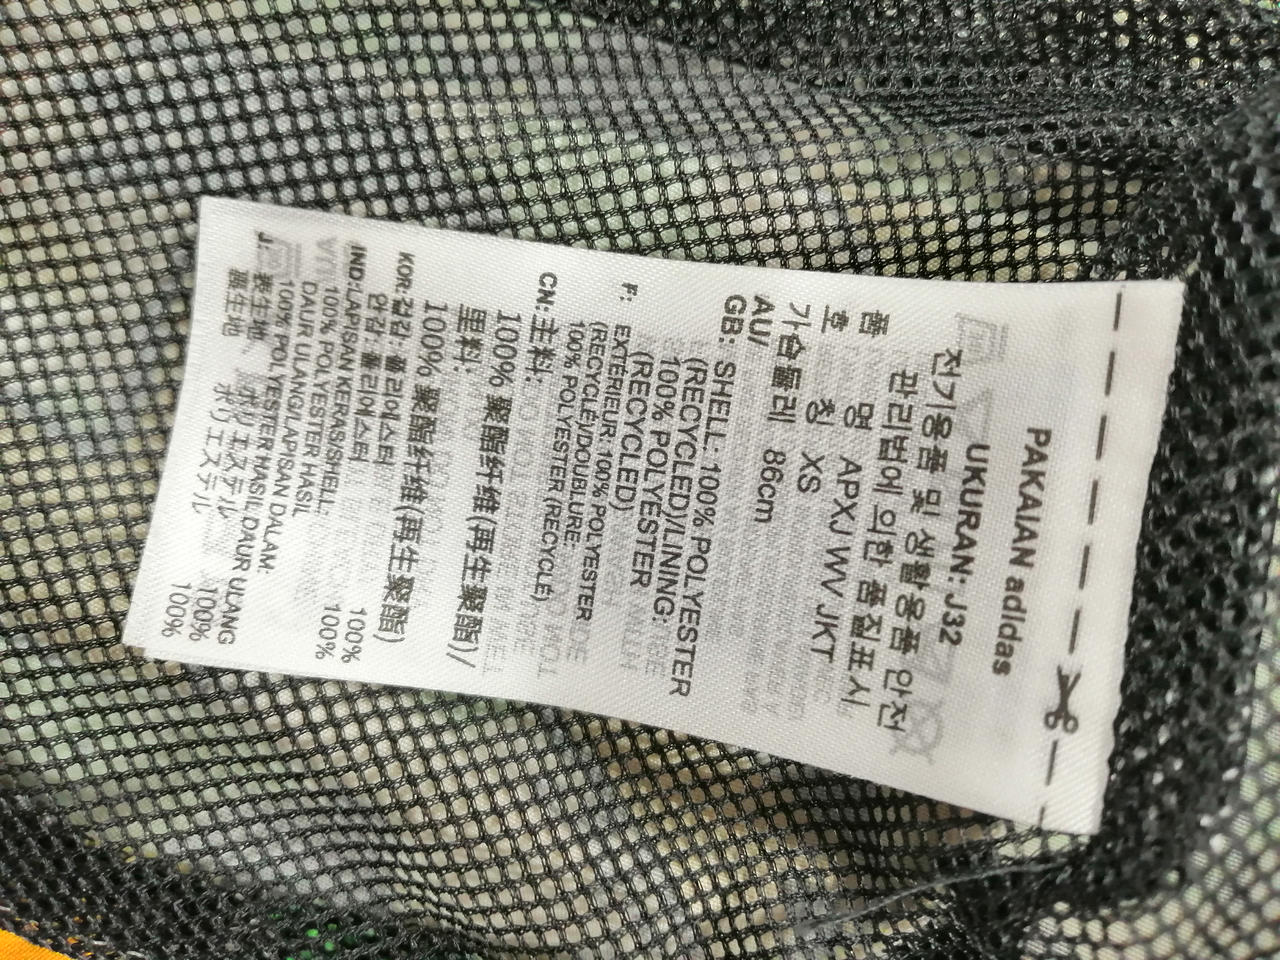 PAKAIAN adidas
UKURAN: J32
전기용품 및 생활용품 안전
관리법에 의한 품질표시
품 명 APXJ WV JKT
호 칭 XS
가슴둘레 86cm
AU/
GB: SHELL: 100% POLYESTER
(RECYCLED)/LINING:
100% POLYESTER
(RECYCLED)
F: EXTÉRIEUR: 100% POLYESTER
(RECYCLÉ)/DOUBLURE:
100% POLYESTER (RECYCLÉ)
CN: 主料:
100% 聚酯纤维(再生聚酯)/
里料:
100% 聚酯纤维(再生聚酯)
KOR: 겉감: 폴리에스터 100%
안감: 폴리에스터 100%
IND: LAPISAN KERAS/SHELL:
100% POLYESTER HASIL
DAUR ULANG/LAPISAN DALAM:
100% POLYESTER HASIL DAUR ULANG
J: 表生地 ポリエステル 100%
裏生地 ポリエステル 100%